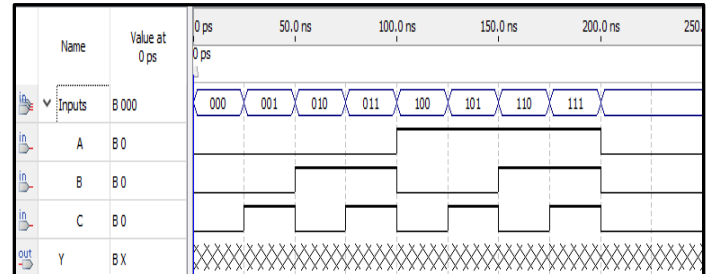 Name Value at 0 ps 0 ps 50.0 ns 100.0 ns 150.0 ns 200.0 ns 250.
0 ps
in Inputs B 000 000 001 010 011 100 101 110 111
in A B 0
in B B 0
in C B 0
out Y B X